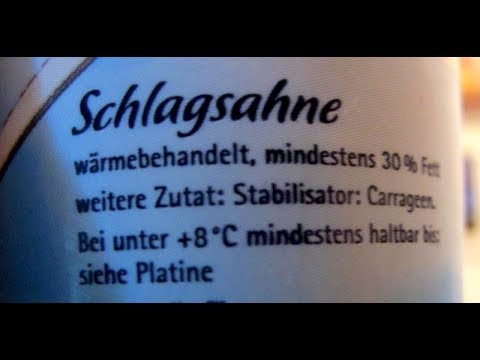 Schlagsahne
wärmebehandelt, mindestens 30% Fett
weitere Zutat: Stabilisator: Carrageen.
Bei unter +8°C mindestens haltbar bis:
siehe Platine